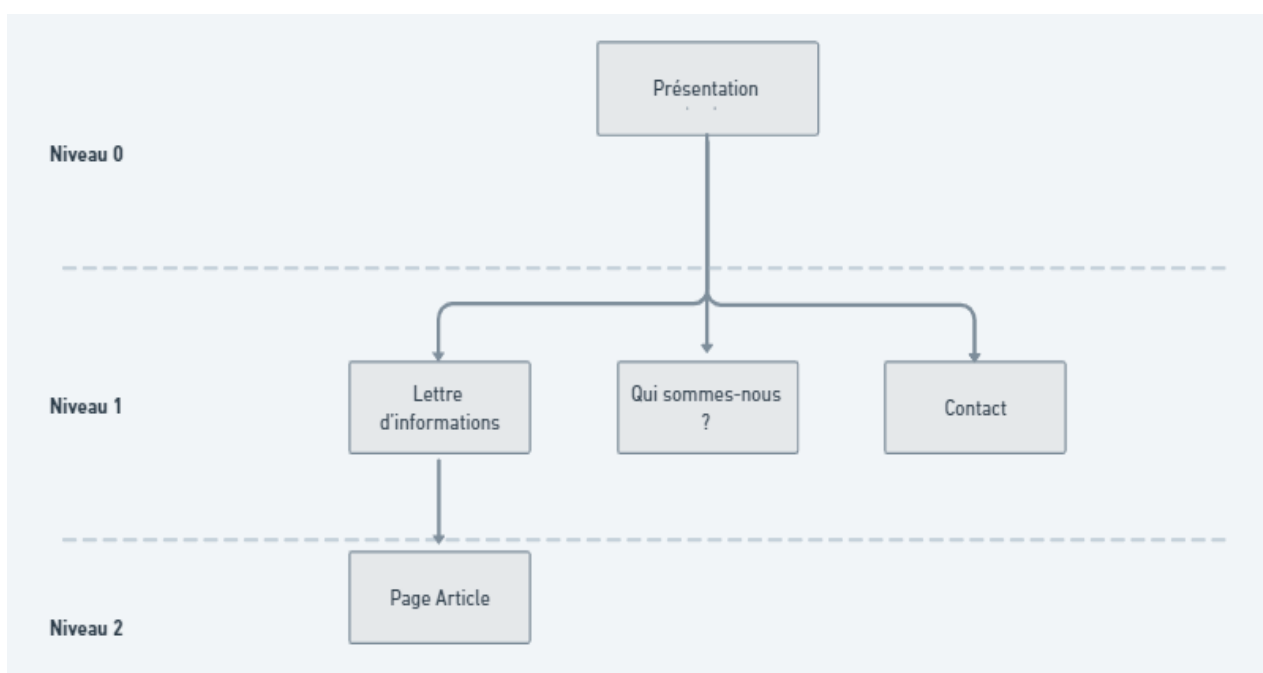 Présentation
Niveau 0
Niveau 1
Lettre
d'informations
Qui sommes-nous
?
Contact
Page Article
Niveau 2